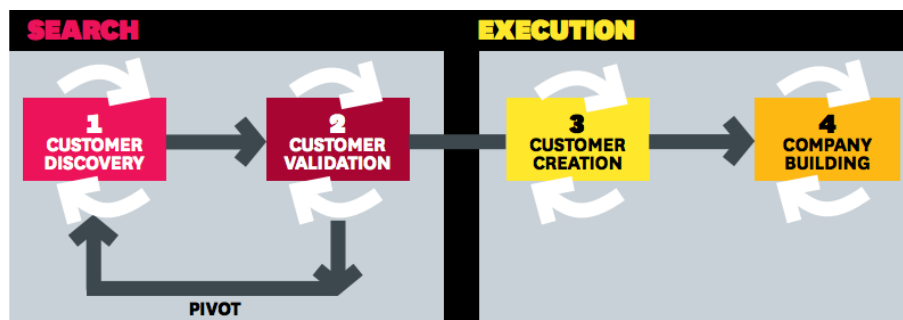 SEARCH
EXECUTION
1
CUSTOMER
DISCOVERY
2
CUSTOMER
VALIDATION
3
CUSTOMER
CREATION
4
COMPANY
BUILDING
PIVOT